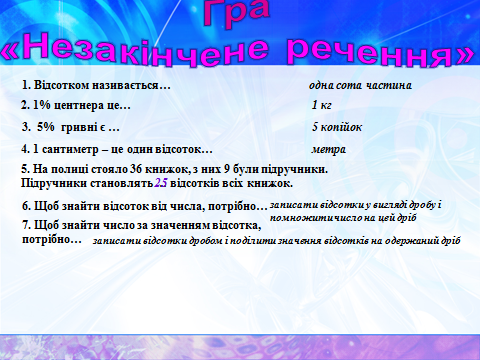 Гра
«Незакінчене речення»
1. Відсотком називається… одна сота частина
2. 1% центнера це… 1 кг
3. 5% гривні є … 5 копійок
4. 1 сантиметр – це один відсоток… метра
5. На полиці стояло 36 книжок, з них 9 були підручники.
Підручники становлять 25 відсотків всіх книжок.
6. Щоб знайти відсоток від числа, потрібно… записати відсотки у вигляді дробу і
помножити число на цей дріб
7. Щоб знайти число за значенням відсотка,
потрібно… записати відсотки дробом і поділити значення відсотків на одержаний дріб